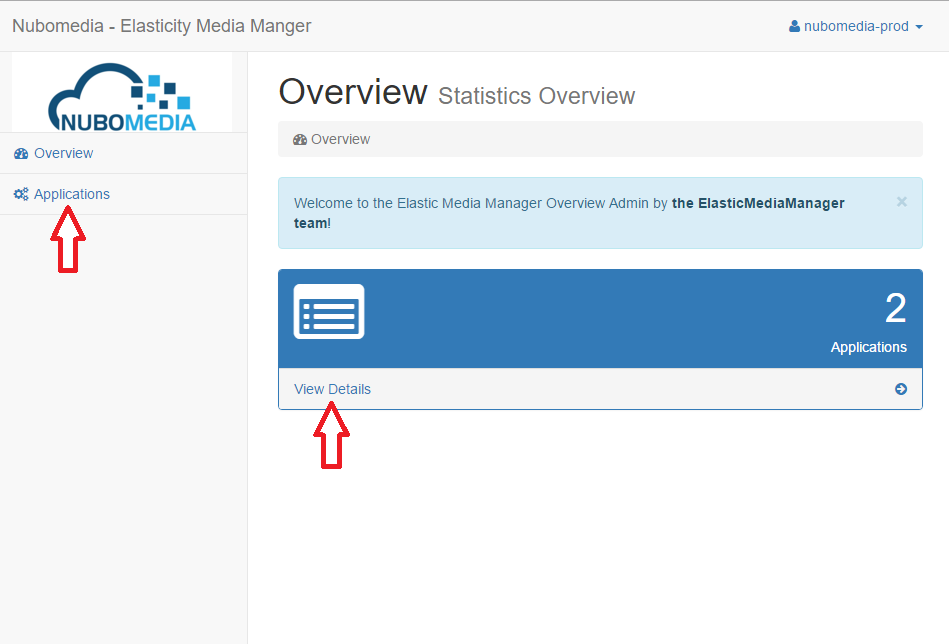 Nubomedia - Elasticity Media Manger
nubomedia-prod
NUBOMEDIA
Overview
Applications
Overview Statistics Overview
Overview
Welcome to the Elastic Media Manager Overview Admin by the ElasticMediaManager
team!
×
2
Applications
View Details